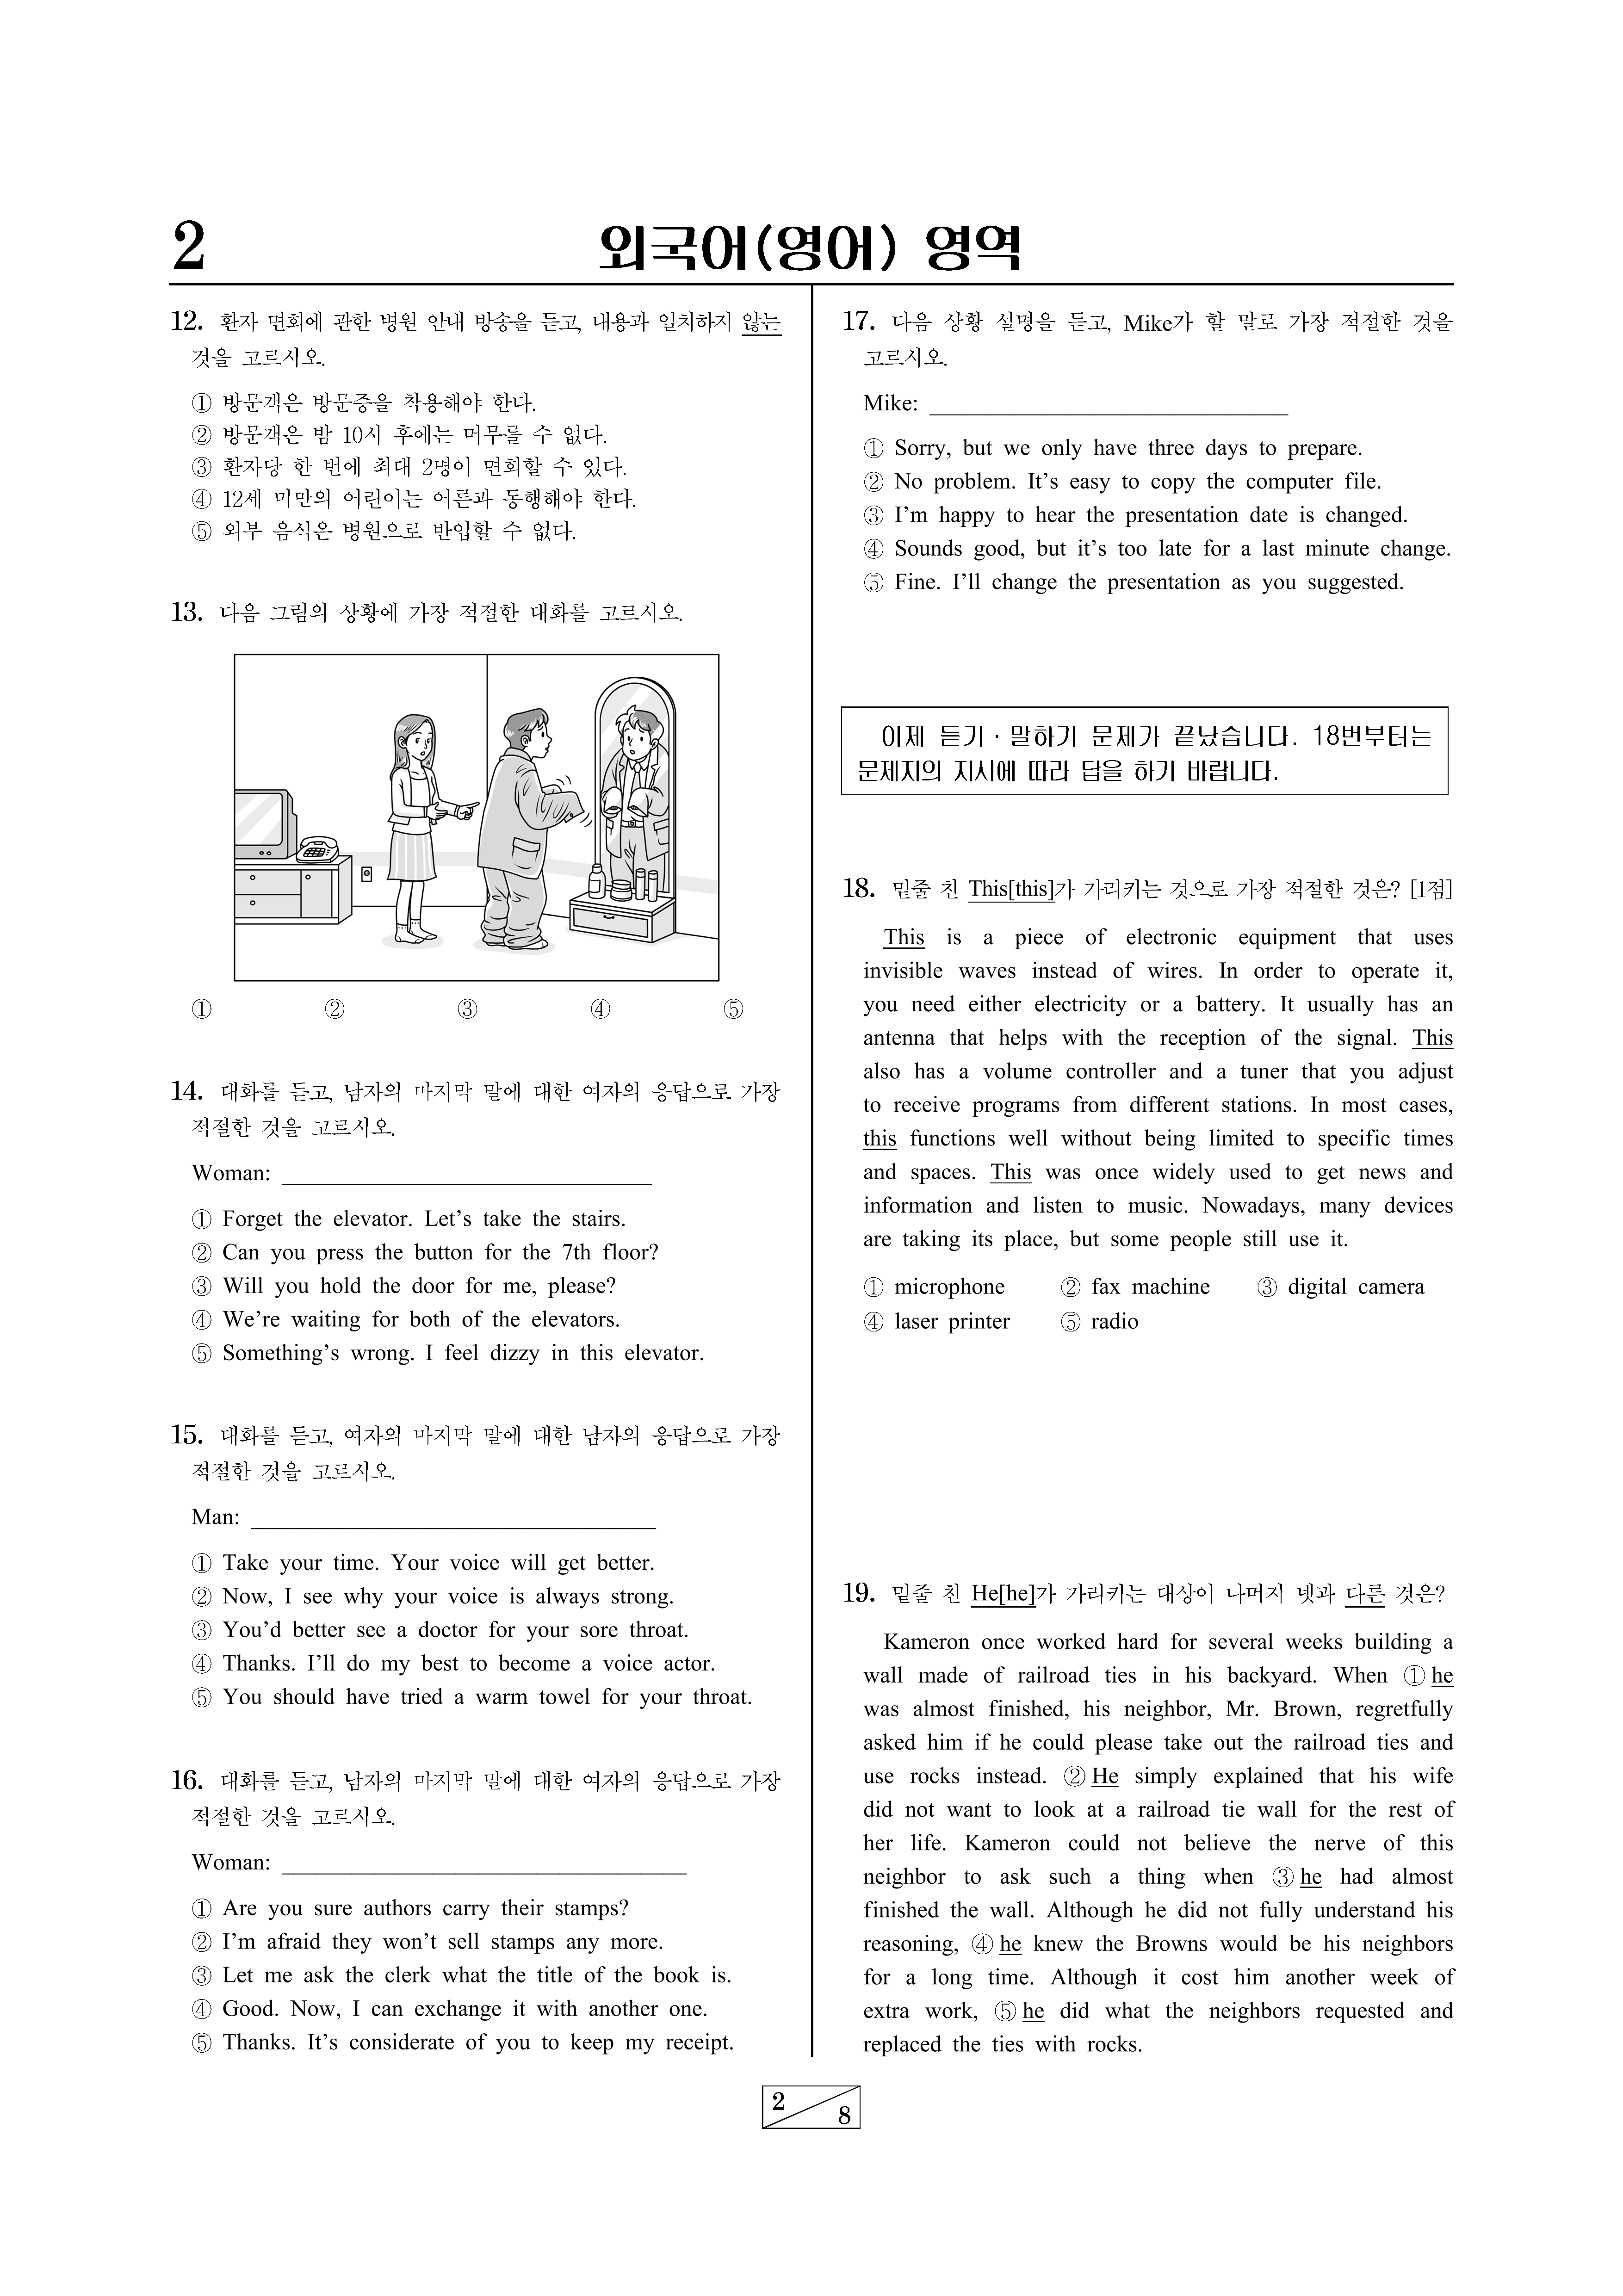 2
외국어(영어) 영역
12. 환자 면회에 관한 병원 안내 방송을 듣고, 내용과 일치하지 않는
것을 고르시오.
① 방문객은 방문증을 착용해야 한다.
② 방문객은 밤 10시 후에는 머무를 수 없다.
③ 환자당 한 번에 최대 2명이 면회할 수 있다.
④ 12세 미만의 어린이는 어른과 동행해야 한다.
⑤ 외부 음식은 병원으로 반입할 수 없다.
13. 다음 그림의 상황에 가장 적절한 대화를 고르시오.
① ② ③ ④ ⑤
14. 대화를 듣고, 남자의 마지막 말에 대한 여자의 응답으로 가장
적절한 것을 고르시오.
Woman: ____________________
① Forget the elevator. Let's take the stairs.
② Can you press the button for the 7th floor?
③ Will you hold the door for me, please?
④ We're waiting for both of the elevators.
⑤ Something's wrong. I feel dizzy in this elevator.
15. 대화를 듣고, 여자의 마지막 말에 대한 남자의 응답으로 가장
적절한 것을 고르시오.
Man: ____________________
① Take your time. Your voice will get better.
② Now, I see why your voice is always strong.
③ You'd better see a doctor for your sore throat.
④ Thanks. I'll do my best to become a voice actor.
⑤ You should have tried a warm towel for your throat.
16. 대화를 듣고, 남자의 마지막 말에 대한 여자의 응답으로 가장
적절한 것을 고르시오.
Woman: ____________________
① Are you sure authors carry their stamps?
② I'm afraid they won't sell stamps any more.
③ Let me ask the clerk what the title of the book is.
④ Good. Now, I can exchange it with another one.
⑤ Thanks. It's considerate of you to keep my receipt.
17. 다음 상황 설명을 듣고, Mike가 할 말로 가장 적절한 것을
고르시오.
Mike: ____________________
① Sorry, but we only have three days to prepare.
② No problem. It's easy to copy the computer file.
③ I'm happy to hear the presentation date is changed.
④ Sounds good, but it's too late for a last minute change.
⑤ Fine. I'll change the presentation as you suggested.
이제 듣기·말하기 문제가 끝났습니다. 18번부터는
문제지의 지시에 따라 답을 하기 바랍니다.
18. 밑줄 친 This[this]가 가리키는 것으로 가장 적절한 것은? [1점]
This is a piece of electronic equipment that uses
invisible waves instead of wires. In order to operate it,
you need either electricity or a battery. It usually has an
antenna that helps with the reception of the signal. This
also has a volume controller and a tuner that you adjust
to receive programs from different stations. In most cases,
this functions well without being limited to specific times
and spaces. This was once widely used to get news and
information and listen to music. Nowadays, many devices
are taking its place, but some people still use it.
① microphone ② fax machine ③ digital camera
④ laser printer ⑤ radio
19. 밑줄 친 He[he]가 가리키는 대상이 나머지 넷과 다른 것은?
Kameron once worked hard for several weeks building a
wall made of railroad ties in his backyard. When ① he
was almost finished, his neighbor, Mr. Brown, regretfully
asked him if he could please take out the railroad ties and
use rocks instead. ② He simply explained that his wife
did not want to look at a railroad tie wall for the rest of
her life. Kameron could not believe the nerve of this
neighbor to ask such a thing when ③ he had almost
finished the wall. Although he did not fully understand his
reasoning, ④ he knew the Browns would be his neighbors
for a long time. Although it cost him another week of
extra work, ⑤ he did what the neighbors requested and
replaced the ties with rocks.
2
8